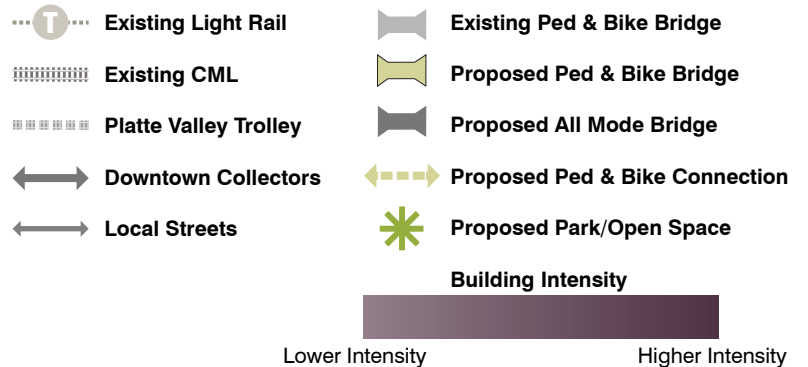 T
Existing Light Rail
Existing CML
Platte Valley Trolley
Downtown Collectors
Local Streets
Existing Ped & Bike Bridge
Proposed Ped & Bike Bridge
Proposed All Mode Bridge
Proposed Ped & Bike Connection
Proposed Park/Open Space
Building Intensity
Lower Intensity
Higher Intensity